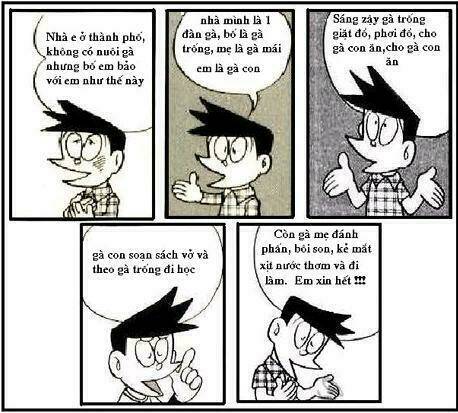 Nhà e ở thành phố,
không có nuôi gà
nhưng bố em bảo
với em như thế này
nhà mình là 1
đàn gà, bố là gà
trống, mẹ là gà mái
em là gà con
Sáng zậy gà trống
giặt đồ, phơi đồ, cho
gà con ăn,cho gà con
ăn
gà con soạn sách vở và
theo gà trống đi học
Còn gà mẹ đánh
phấn, bôi son, kẻ mắt
xịt nước thơm và đi
làm. Em xin hết !!!